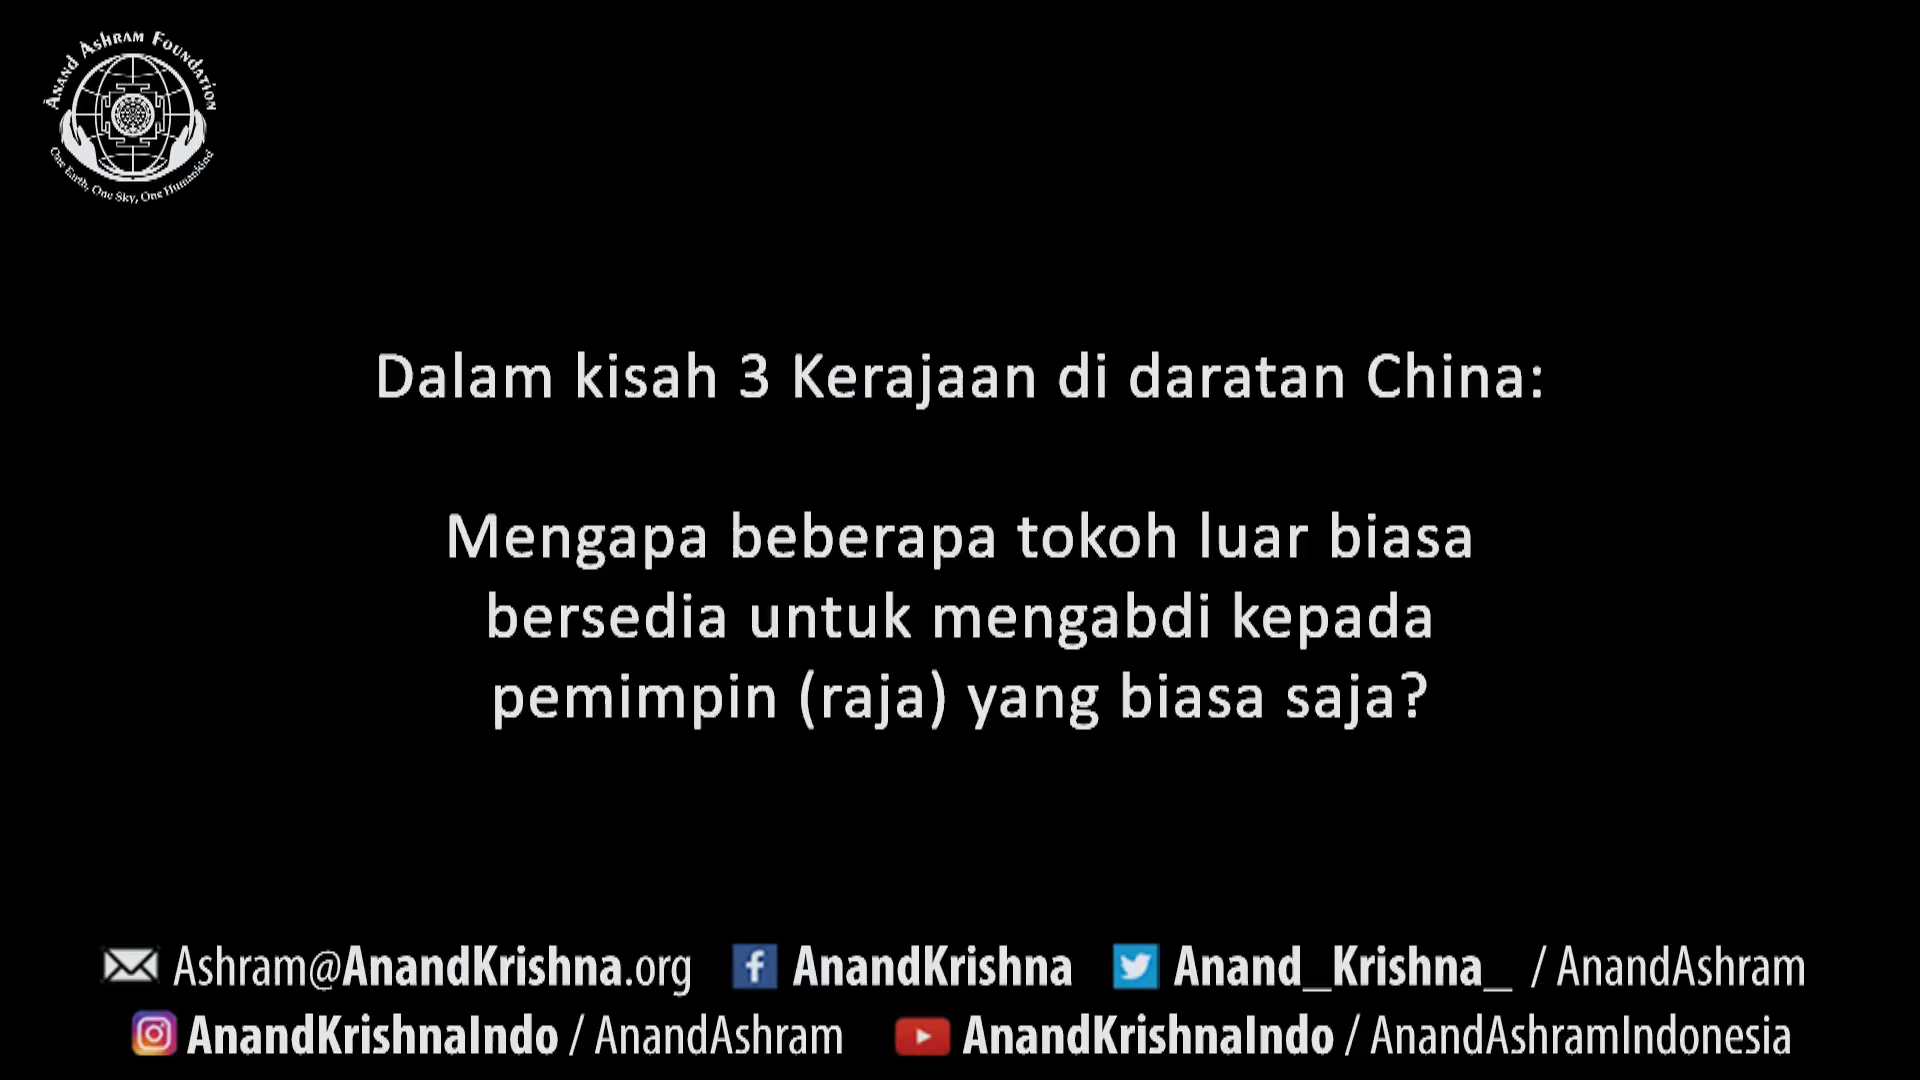 Anand Ashram Foundation
One Earth, One Sky, One Humankind
Dalam kisah 3 Kerajaan di daratan China:
Mengapa beberapa tokoh luar biasa
bersedia untuk mengabdi kepada
pemimpin (raja) yang biasa saja?
Ashram@AnandKrishna.org AnandKrishna Anand_Krishna_ / AnandAshram
AnandKrishnaIndo / AnandAshram AnandKrishnaIndo / AnandAshramIndonesia